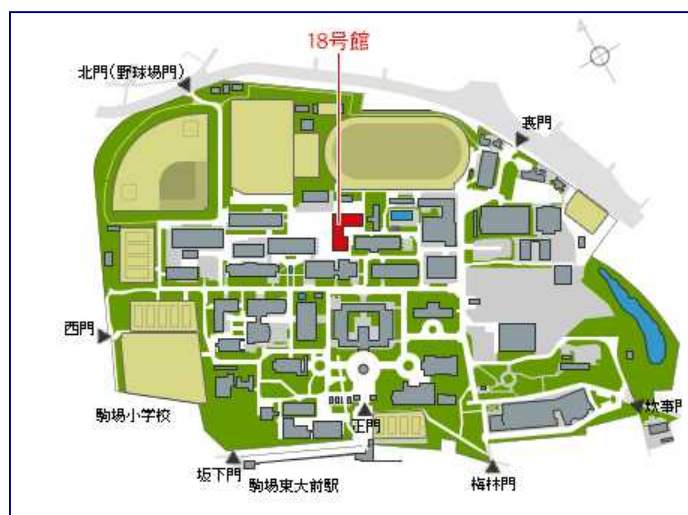 18号館
北門(野球場門)
裏門
西門
駒場小学校
正門
炊事門
坂下門
駒場東大前駅
梅林門